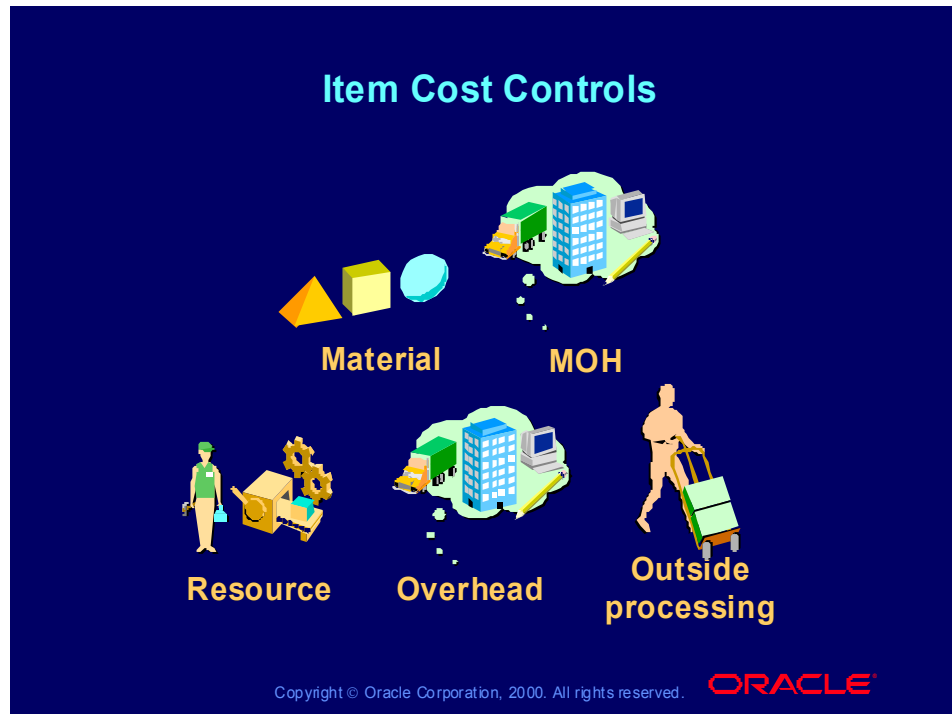 Item Cost Controls
Material
MOH
Resource
Overhead
Outside
processing
Copyright © Oracle Corporation, 2000. All rights reserved.
ORACLE®